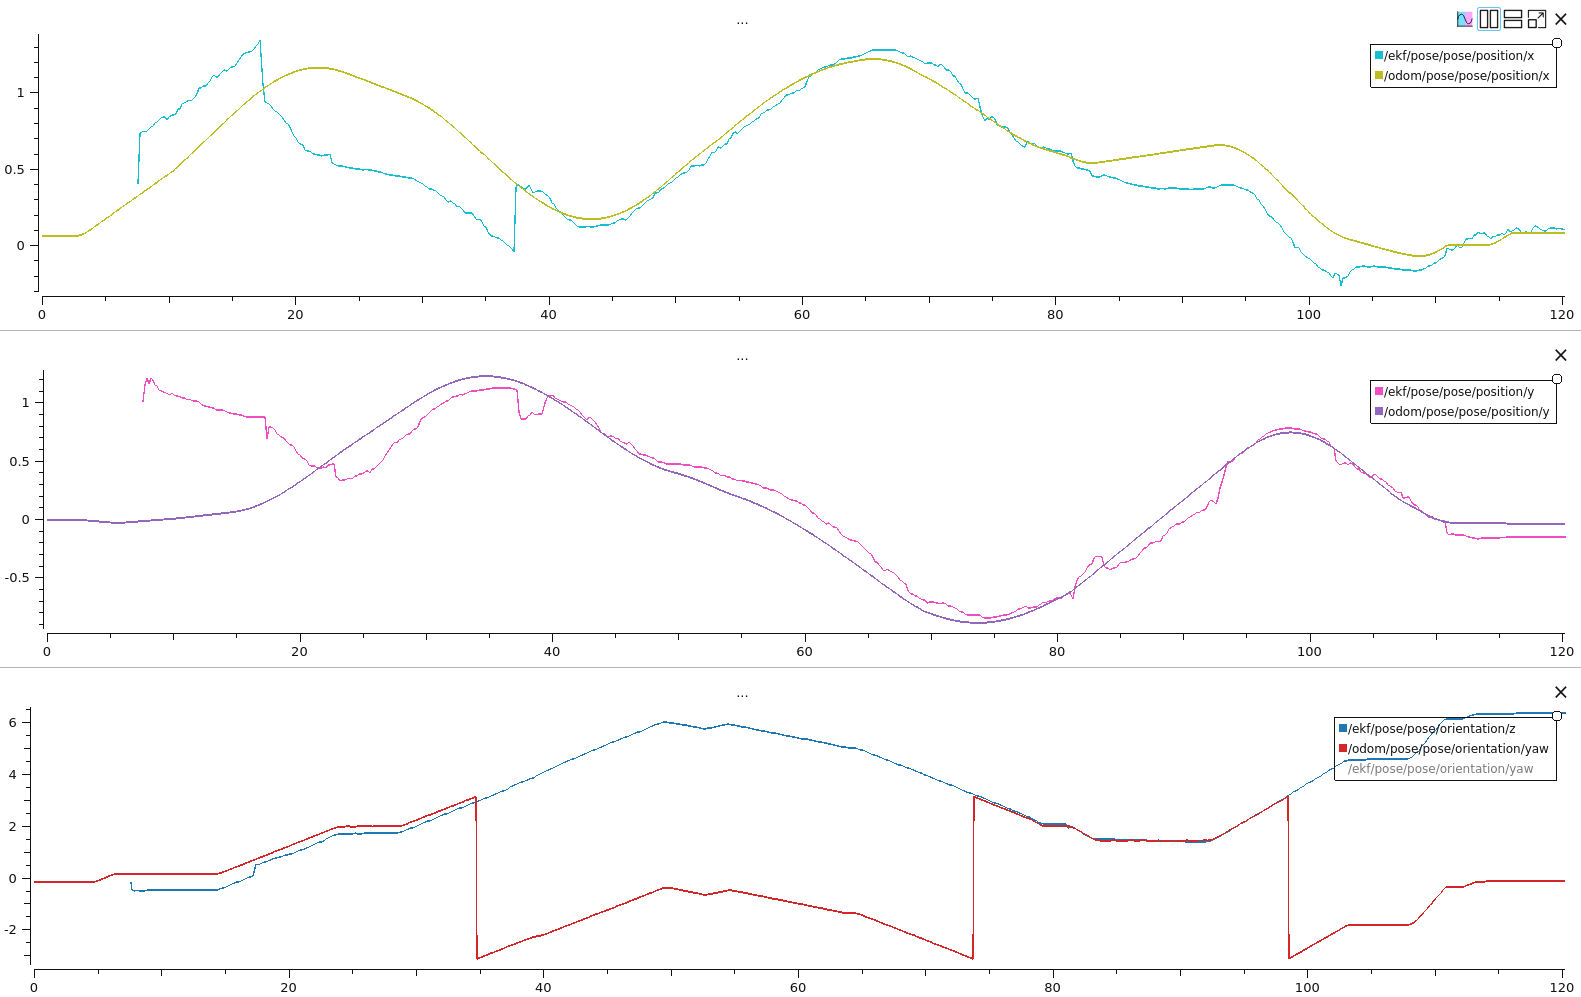 ...
/ekf/pose/pose/position/x
/odom/pose/pose/position/x
1
0.5
0
0 20 40 60 80 100 120
...
/ekf/pose/pose/position/y
/odom/pose/pose/position/y
1
0.5
0
-0.5
0 20 40 60 80 100 120
...
/ekf/pose/pose/orientation/z
/odom/pose/pose/orientation/yaw
/ekf/pose/pose/orientation/yaw
6
4
2
0
-2
0 20 40 60 80 100 120